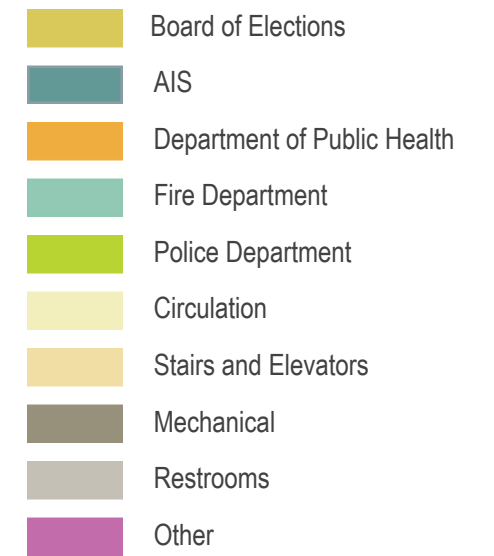 Board of Elections
AIS
Department of Public Health
Fire Department
Police Department
Circulation
Stairs and Elevators
Mechanical
Restrooms
Other